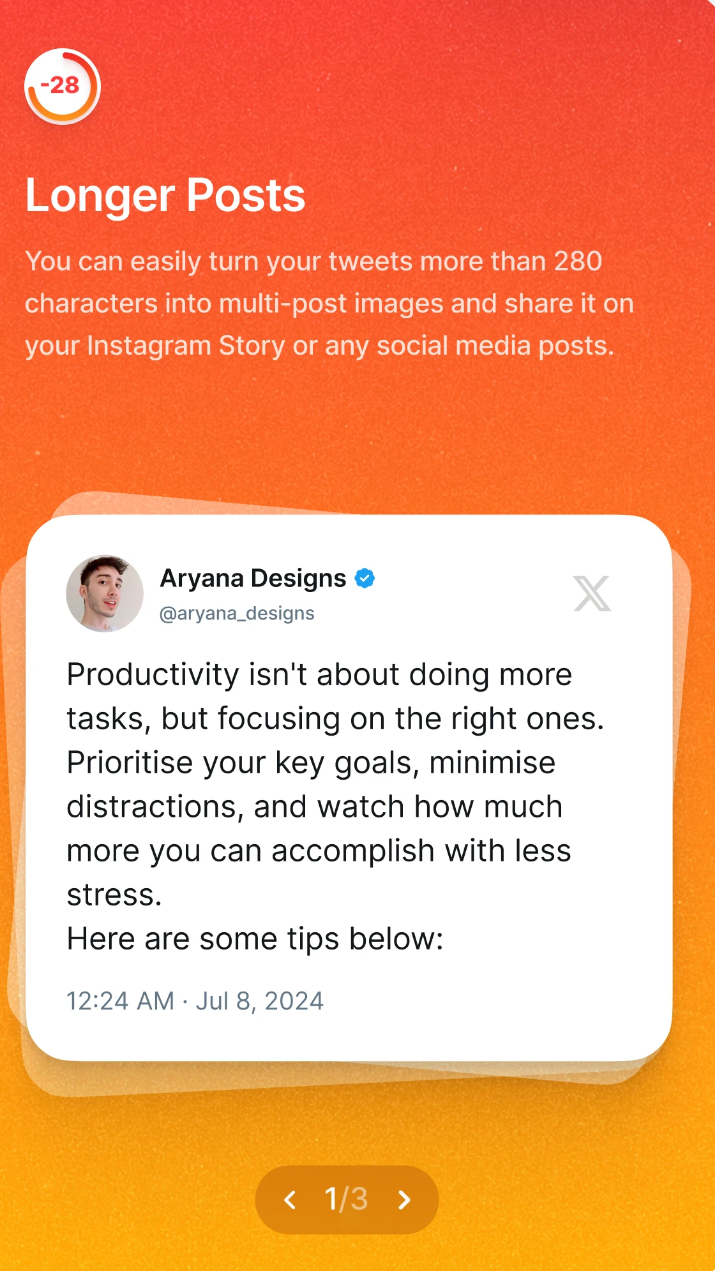 -28
Longer Posts
You can easily turn your tweets more than 280
characters into multi-post images and share it on
your Instagram Story or any social media posts.
Aryana Designs
@aryana_designs
Productivity isn't about doing more
tasks, but focusing on the right ones.
Prioritise your key goals, minimise
distractions, and watch how much
more you can accomplish with less
stress.
Here are some tips below:
12:24 AM · Jul 8, 2024
1/3